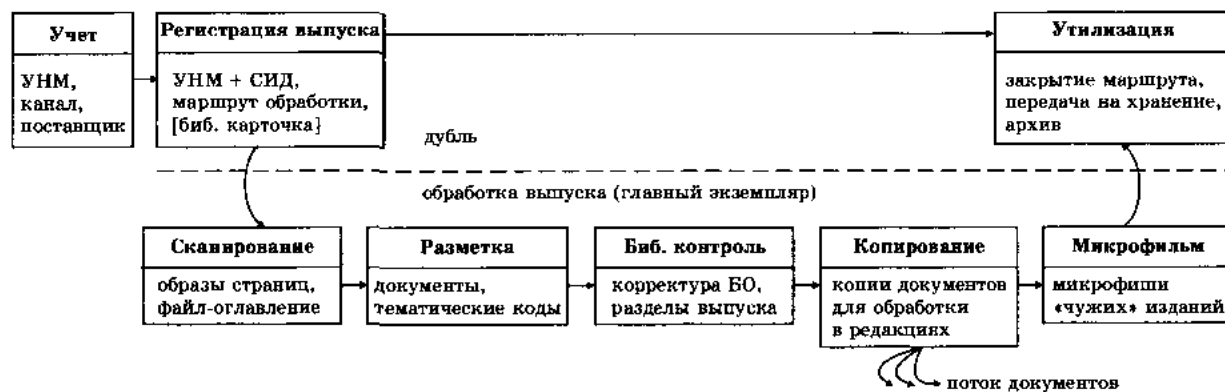 Учет
УНМ,
канал,
поставщик
Регистрация выпуска
УНМ + СИД,
маршрут обработки,
[биб. карточка}
Утилизация
закрытие маршрута,
передача на хранение,
архив
дубль
обработка выпуска (главный экземпляр)
Сканирование
образы страниц,
файл-оглавление
Разметка
документы,
тематические коды
Биб. контроль
корректура БО,
разделы выпуска
Копирование
копии документов
для обработки
в редакциях
Микрофильм
микрофиши
«чужих» изданий
поток документов